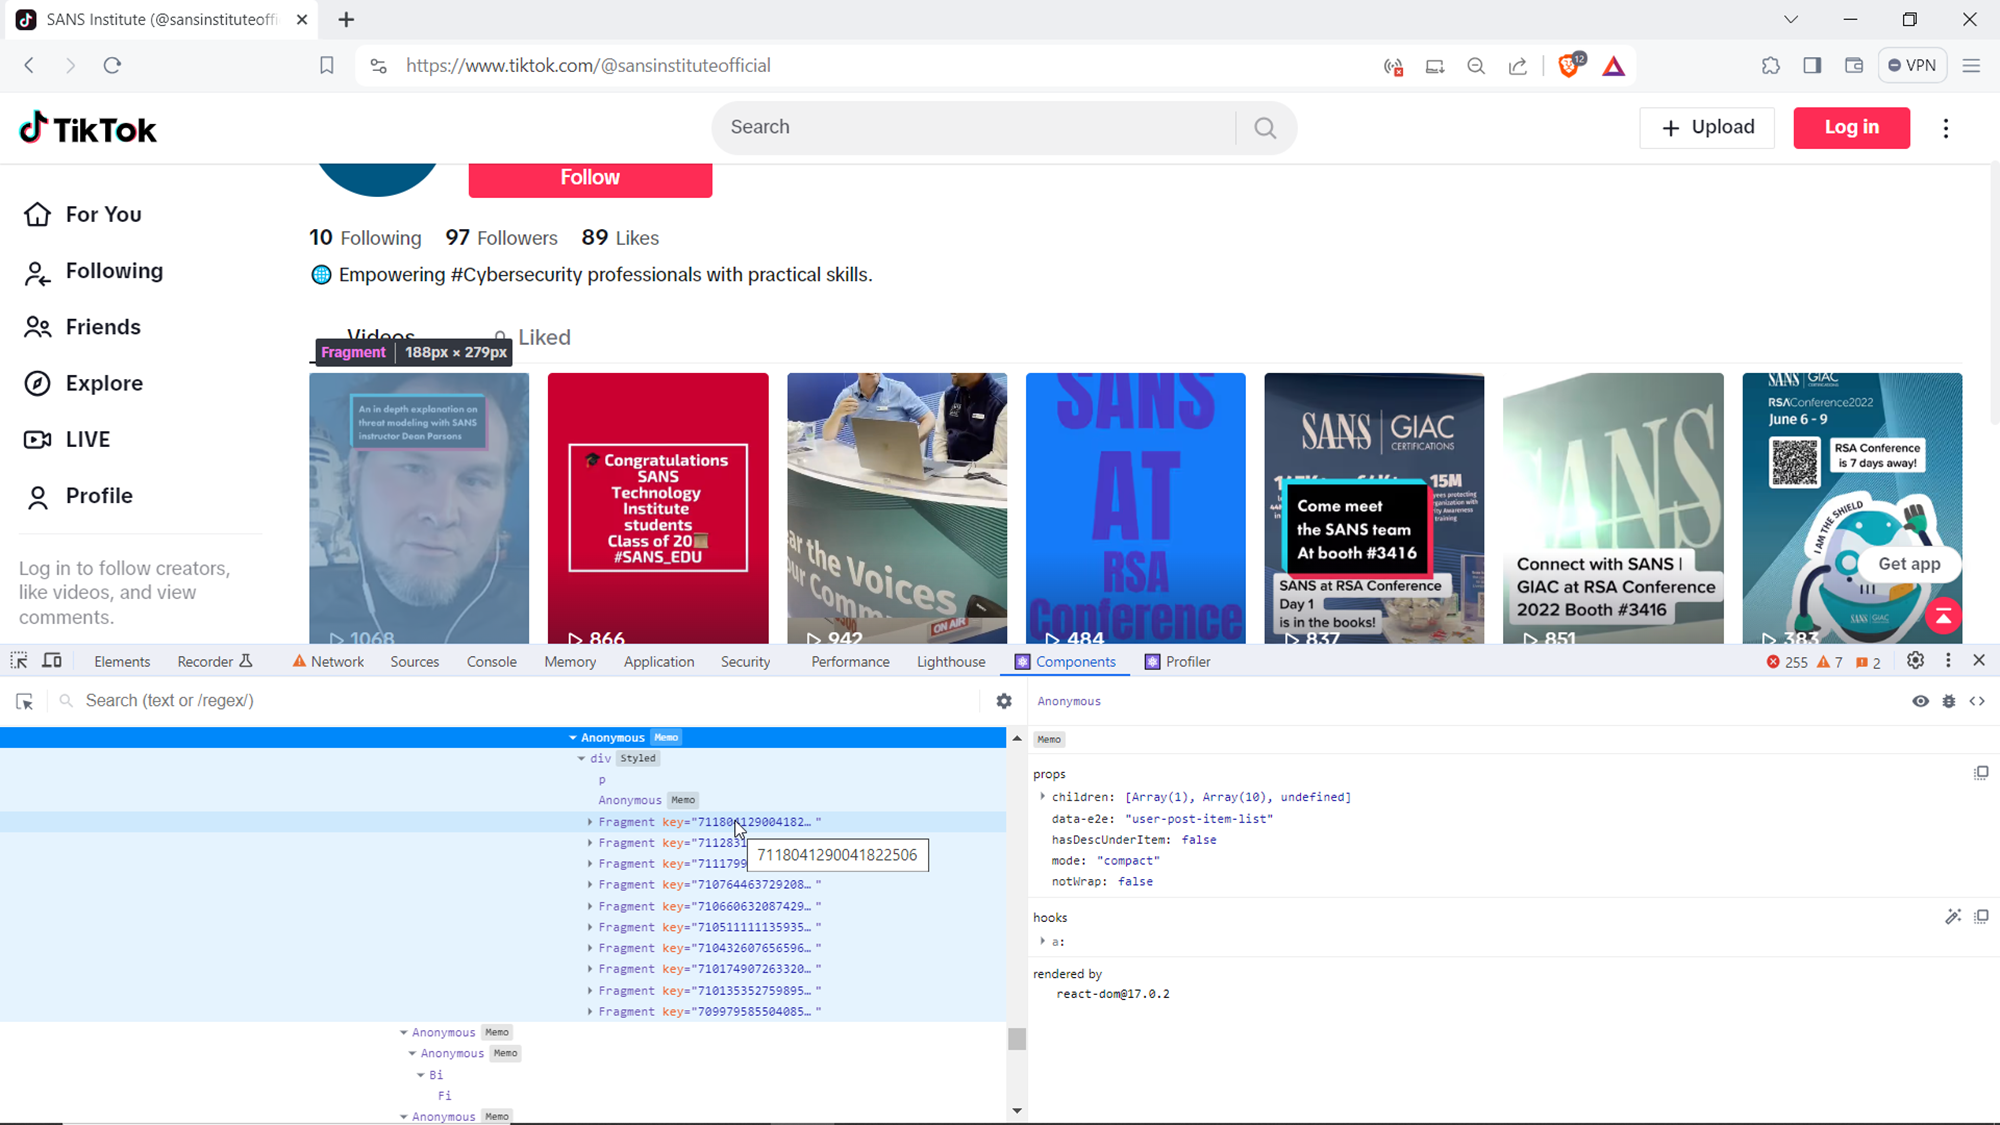 SANS Institute (@sansinstituteoffi
https://www.tiktok.com/@sansinstituteofficial
12
VPN
TikTok
Search
Upload
Log in
Follow
For You
Following
Friends
Explore
LIVE
Profile
Log in to follow creators,
like videos, and view
comments.
10 Following 97 Followers 89 Likes
Empowering #Cybersecurity professionals with practical skills.
Videos
Liked
Fragment 188px × 279px
An in depth explanation on
threat modeling with SANS
instructor Dean Parsons
1068
Congratulations
SANS
Technology
Institute
students
Class of 20
#SANS_EDU
866
ar the Voices
our Comm
ON AIR
942
SANS
AT
RSA
Conference
484
SANS GIAC
CERTIFICATIONS
15M
Come meet
the SANS team
At booth #3416
SANS at RSA Conference
Day 1
is in the books!
837
SANS
Connect with SANS |
GIAC at RSA Conference
2022 Booth #3416
851
SANS GIAC
RSAConference2022
June 6 - 9
RSA Conference
is 7 days away!
I AM THE SHIELD
SANS GIAC
383
Get app
Elements
Recorder
Network
Sources
Console
Memory
Application
Security
Performance
Lighthouse
Components
Profiler
255 7 2
Search (text or /regex/)
Anonymous Memo
div Styled
p
Anonymous Memo
Fragment key="711804129004182… "
Fragment key="7112831
Fragment key="7111799
7118041290041822506
Fragment key="710764463729208… "
Fragment key="710660632087429… "
Fragment key="710511111135935… "
Fragment key="710432607656596… "
Fragment key="710174907263320… "
Fragment key="710135352759895… "
Fragment key="709979585504085… "
Anonymous Memo
Anonymous Memo
Bi
Fi
Anonymous Memo
Anonymous
Memo
props
children: [Array(1), Array(10), undefined]
data-e2e: "user-post-item-list"
hasDescUnderItem: false
mode: "compact"
notWrap: false
hooks
a:
rendered by
react-dom@17.0.2